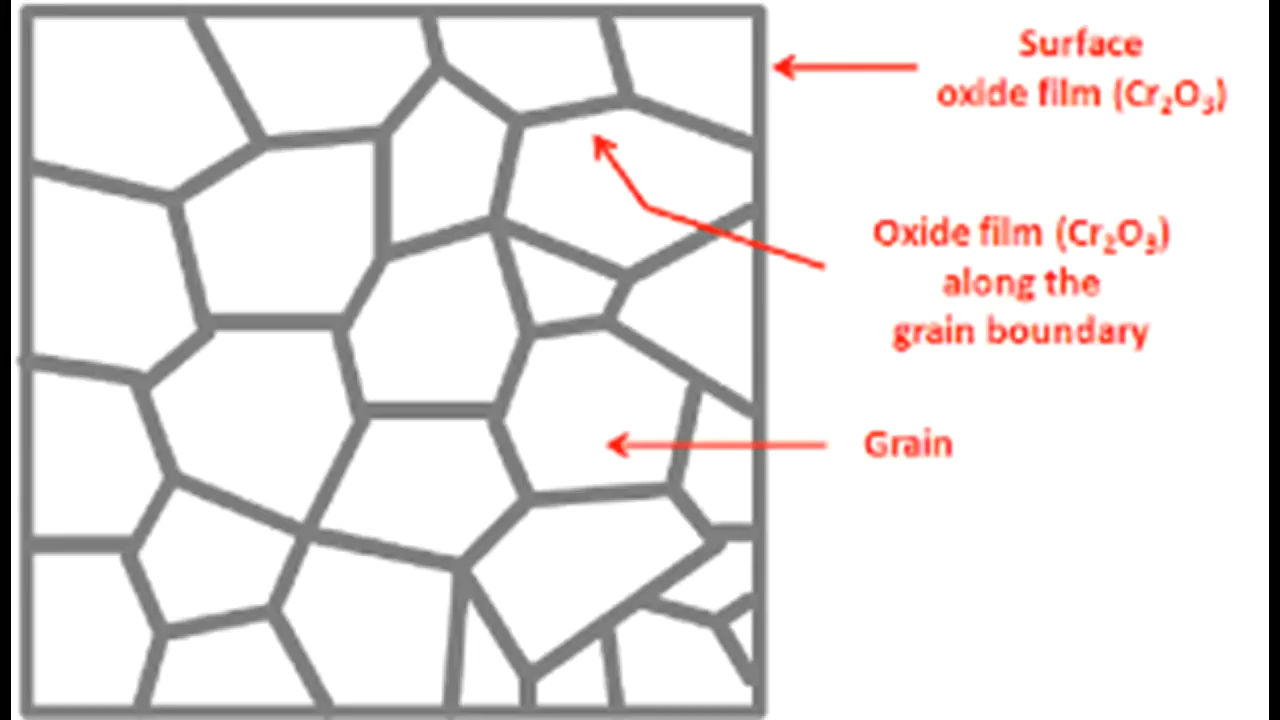 Surface
oxide film (Cr₂O₃)
Oxide film (Cr₂O₃)
along the
grain boundary
Grain